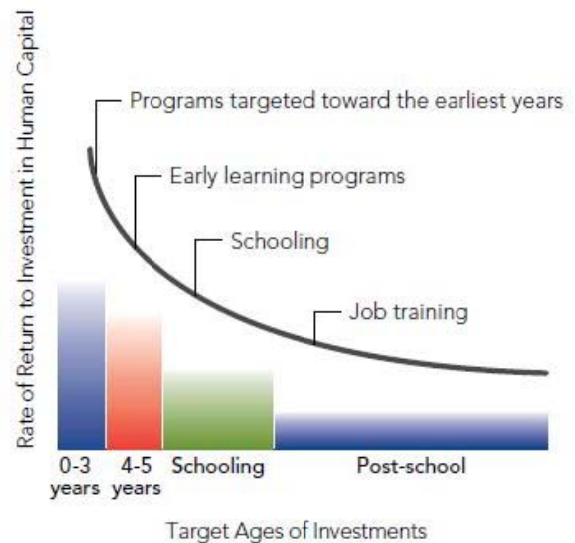 Rate of Return to Investment in Human Capital
Programs targeted toward the earliest years
Early learning programs
Schooling
Job training
0-3
years
4-5
years
Schooling
Post-school
Target Ages of Investments